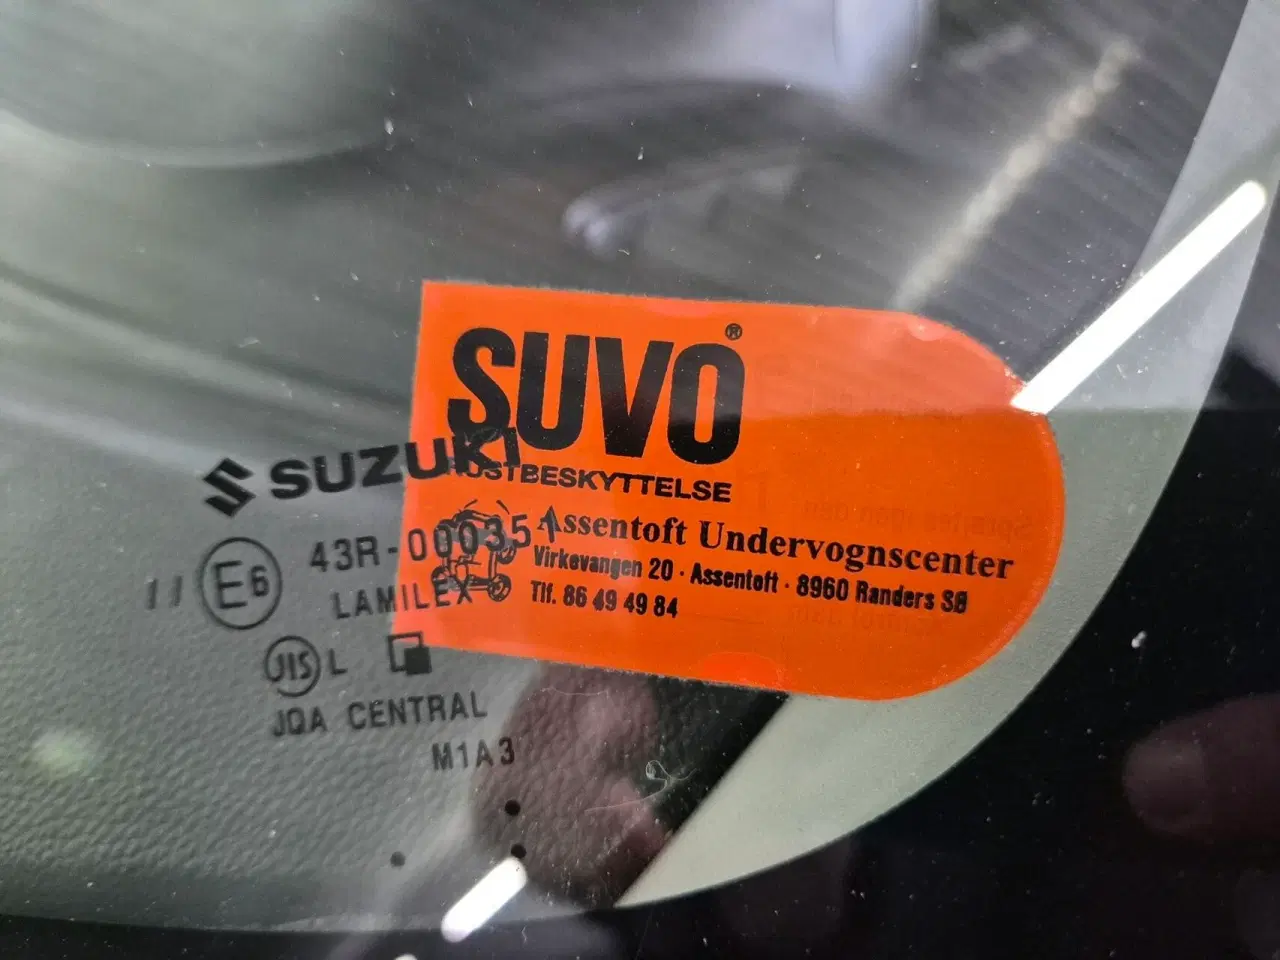 SUVO®
RUSTBESKYTTELSE
Assentoft Undervognscenter
Virkevangen 20 · Assentoft · 8960 Randers SØ
Tlf. 86 49 49 84
SUZUKI
E6 43R-000351
LAMILEX
JIS L
JQA CENTRAL
M1A3